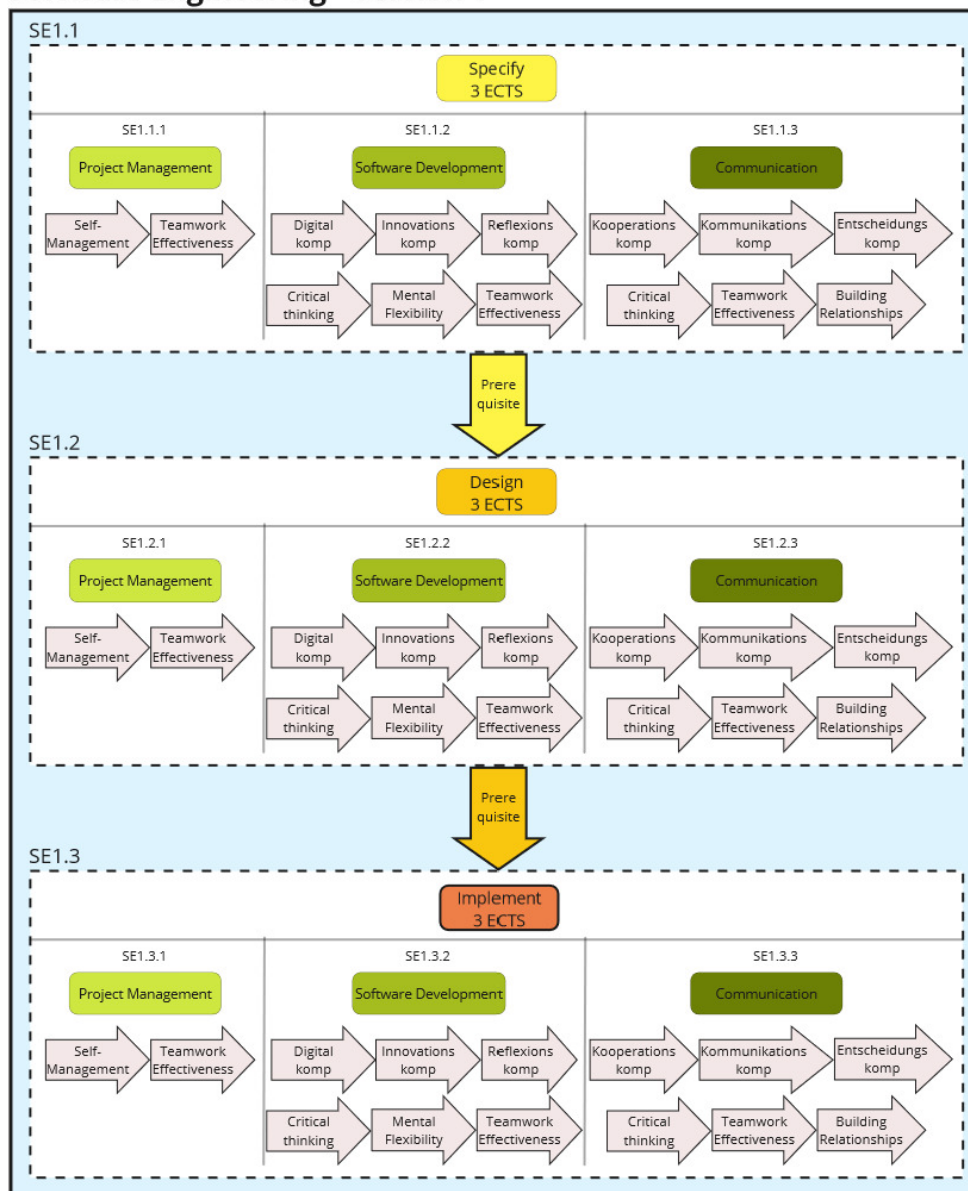 SE1.1
Specify
3 ECTS
SE1.1.1
Project Management
Self-
Management
Teamwork
Effectiveness
SE1.1.2
Software Development
Digital
komp
Innovations
komp
Reflexions
komp
Critical
thinking
Mental
Flexibility
Teamwork
Effectiveness
SE1.1.3
Communication
Kooperations
komp
Kommunikations
komp
Entscheidungs
komp
Critical
thinking
Teamwork
Effectiveness
Building
Relationships
Prere
quisite
SE1.2
Design
3 ECTS
SE1.2.1
Project Management
Self-
Management
Teamwork
Effectiveness
SE1.2.2
Software Development
Digital
komp
Innovations
komp
Reflexions
komp
Critical
thinking
Mental
Flexibility
Teamwork
Effectiveness
SE1.2.3
Communication
Kooperations
komp
Kommunikations
komp
Entscheidungs
komp
Critical
thinking
Teamwork
Effectiveness
Building
Relationships
Prere
quisite
SE1.3
Implement
3 ECTS
SE1.3.1
Project Management
Self-
Management
Teamwork
Effectiveness
SE1.3.2
Software Development
Digital
komp
Innovations
komp
Reflexions
komp
Critical
thinking
Mental
Flexibility
Teamwork
Effectiveness
SE1.3.3
Communication
Kooperations
komp
Kommunikations
komp
Entscheidungs
komp
Critical
thinking
Teamwork
Effectiveness
Building
Relationships